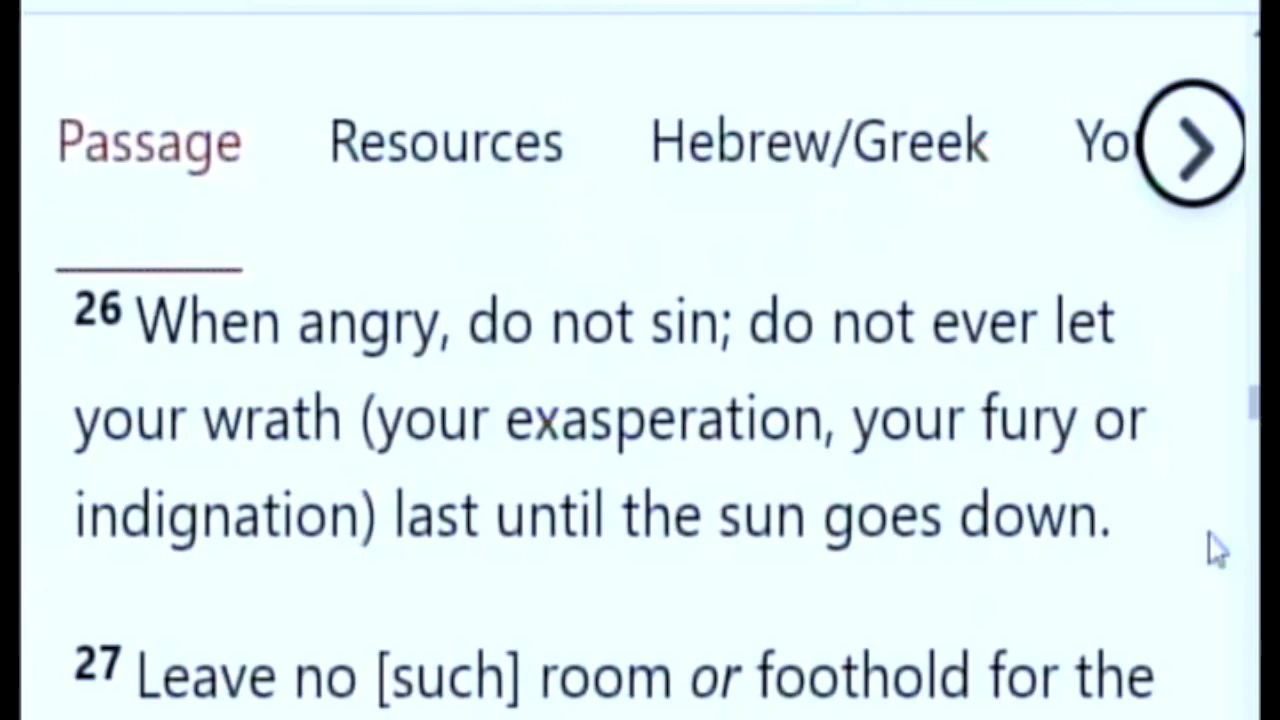 Passage Resources Hebrew/Greek Yo
26 When angry, do not sin; do not ever let
your wrath (your exasperation, your fury or
indignation) last until the sun goes down.
27 Leave no [such] room or foothold for the